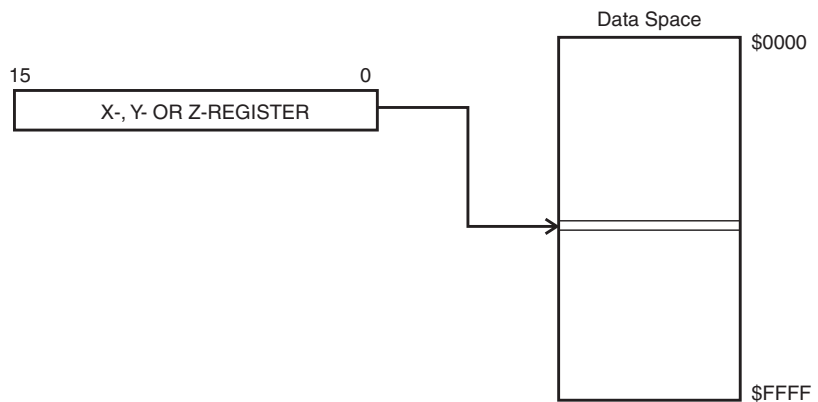 Data Space
$0000
15 0
X-, Y- OR Z-REGISTER
$FFFF